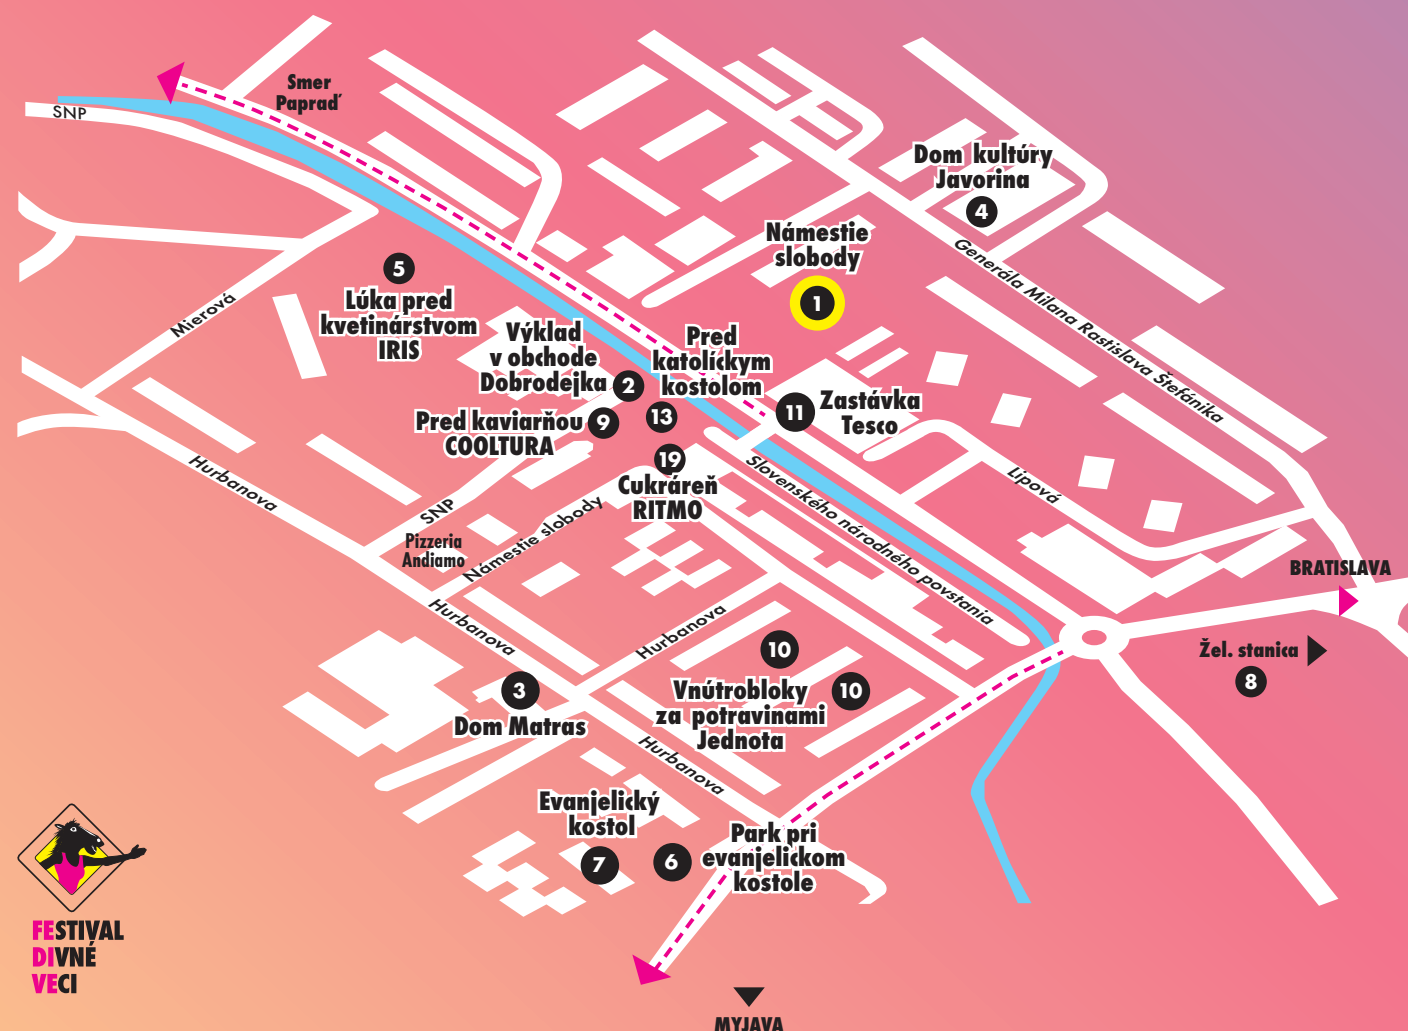 Smer
Papraď
SNP
Dom kultúry
Javorina
4
Námestie
slobody
1
Generála Milana Rastislava Štefánika
5
Lúka pred
kvetinárstvom
IRIS
Mierová
Výklad
v obchode
Dobrodejka
2
Pred
katolíckym
kostolom
13
Pred kaviarňou
COOLTURA
9
11
Zastávka
Tesco
19
Cukráreň
RITMO
Slovenského národného povstania
Lipová
Hurbanova
SNP
Pizzeria
Andiamo
Námestie slobody
BRATISLAVA
Žel. stanica
8
Hurbanova
Hurbanova
10
10
Vnútrobloky
za potravinami
Jednota
3
Dom Matras
Hurbanova
Evanjelický
kostol
7
6
Park pri
evanjelickom
kostole
FESTIVAL
DIVNÉ
VECI
MYJAVA